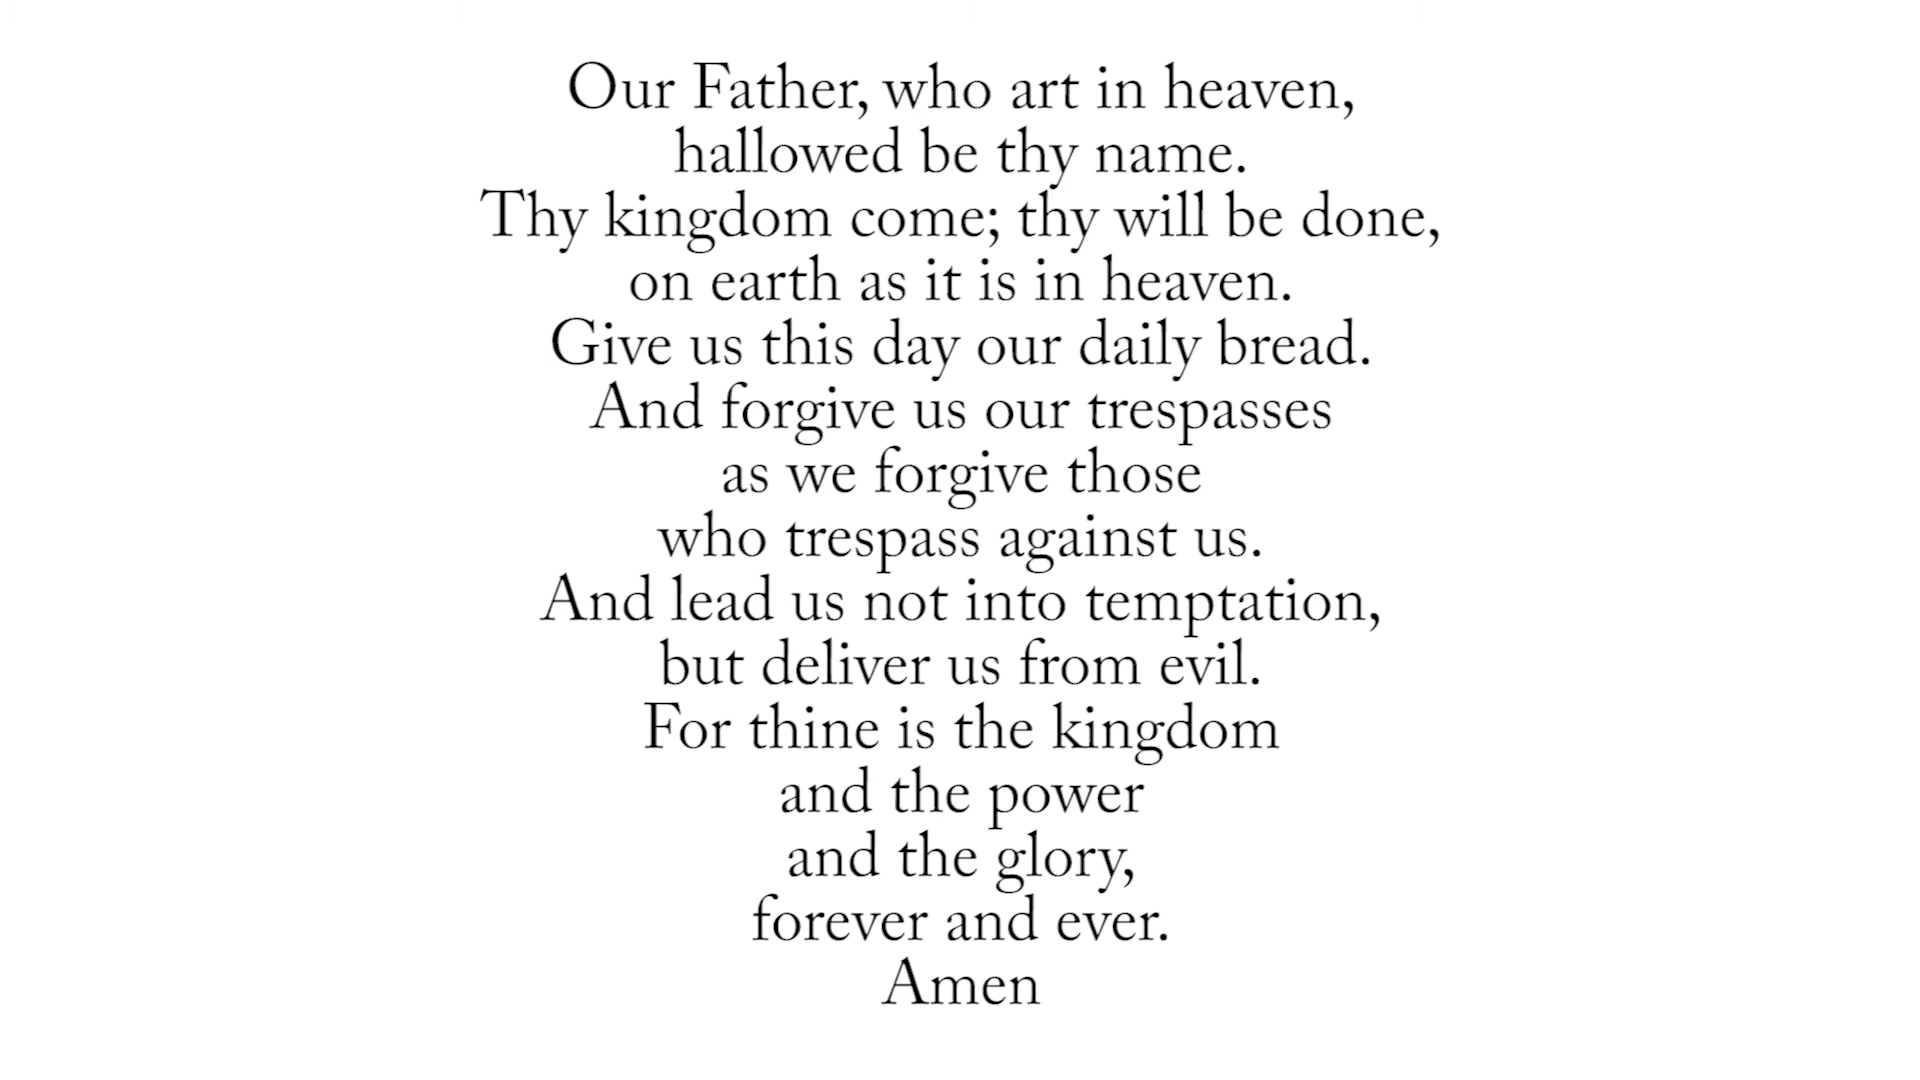 Our Father, who art in heaven,
hallowed be thy name.
Thy kingdom come; thy will be done,
on earth as it is in heaven.
Give us this day our daily bread.
And forgive us our trespasses
as we forgive those
who trespass against us.
And lead us not into temptation,
but deliver us from evil.
For thine is the kingdom
and the power
and the glory,
forever and ever.
Amen